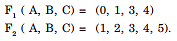 F₁ ( A, B, C) = (0, 1, 3, 4)
F₂ ( A, B, C) = (1, 2, 3, 4, 5).